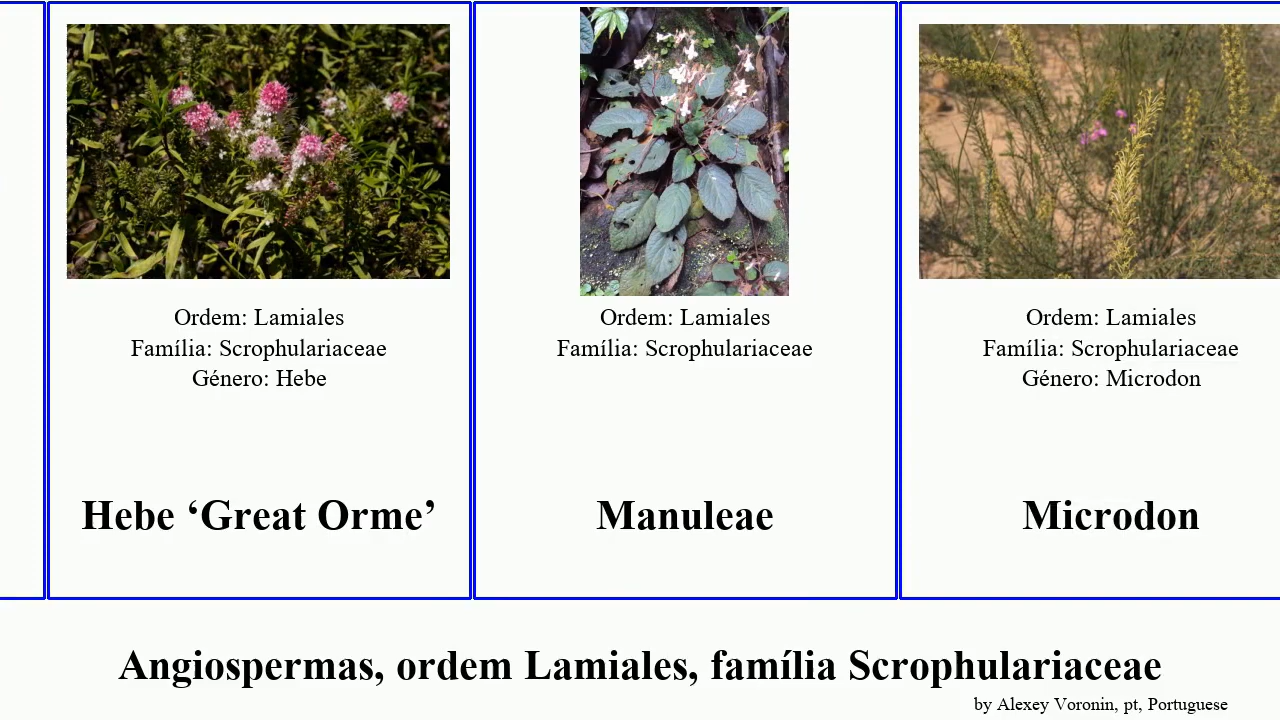 Ordem: Lamiales
Família: Scrophulariaceae
Género: Hebe
Hebe ‘Great Orme’
Ordem: Lamiales
Família: Scrophulariaceae
Manuleae
Ordem: Lamiales
Família: Scrophulariaceae
Género: Microdon
Microdon
Angiospermas, ordem Lamiales, família Scrophulariaceae
by Alexey Voronin, pt, Portuguese